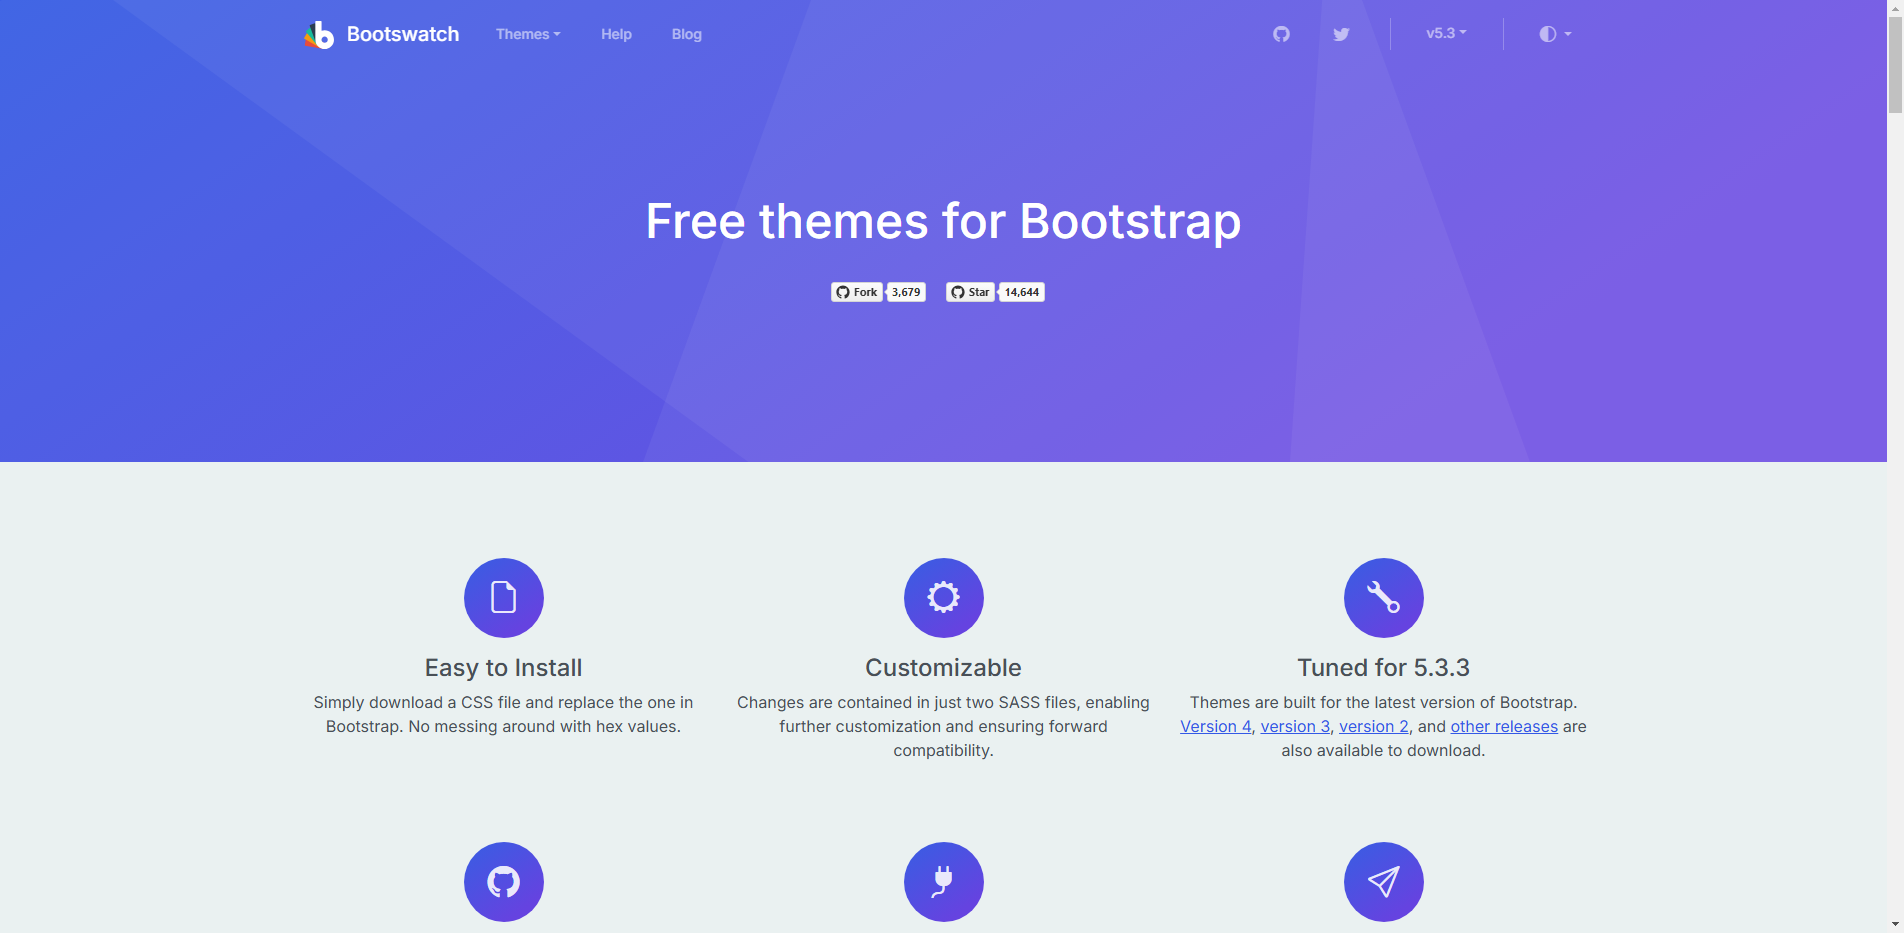 Bootswatch Themes Help Blog v5.3
Free themes for Bootstrap
Fork 3,679 Star 14,644
Easy to Install
Simply download a CSS file and replace the one in
Bootstrap. No messing around with hex values.
Customizable
Changes are contained in just two SASS files, enabling
further customization and ensuring forward
compatibility.
Tuned for 5.3.3
Themes are built for the latest version of Bootstrap.
Version 4, version 3, version 2, and other releases are
also available to download.